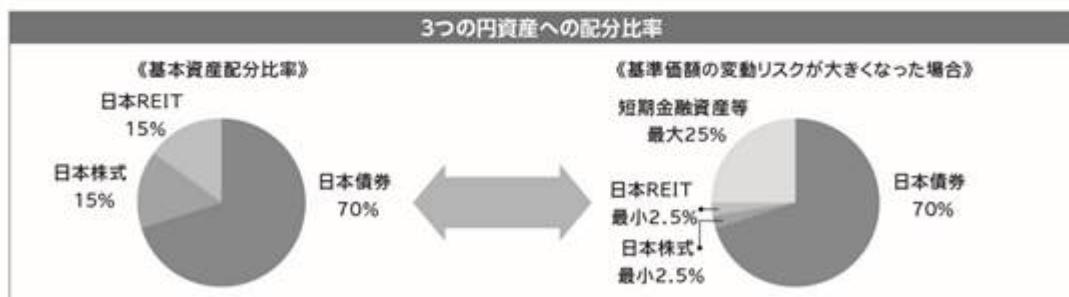 3つの円資産への配分比率
《基本資産配分比率》
日本REIT
15%
日本株式
15%
日本債券
70%
《基準価額の変動リスクが大きくなった場合》
短期金融資産等
最大25%
日本REIT
最小2.5%
日本株式
最小2.5%
日本債券
70%